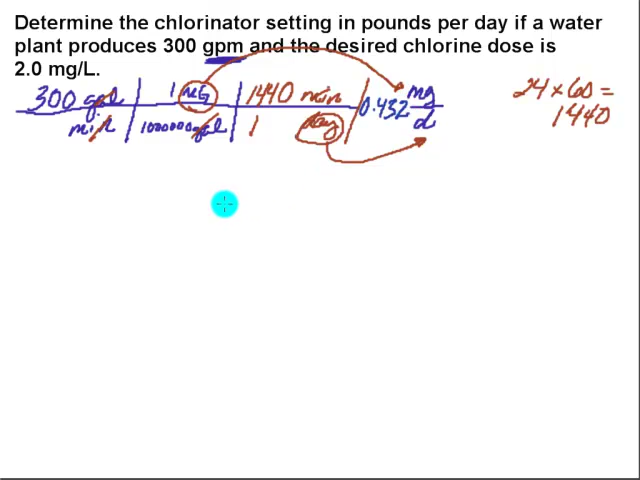 Determine the chlorinator setting in pounds per day if a water
plant produces 300 gpm and the desired chlorine dose is
2.0 mg/L.
300 gal | 1 MG | 1440 min | 0.432 mg
min | 1000000 gal | 1 day | d
24 × 60 =
1440